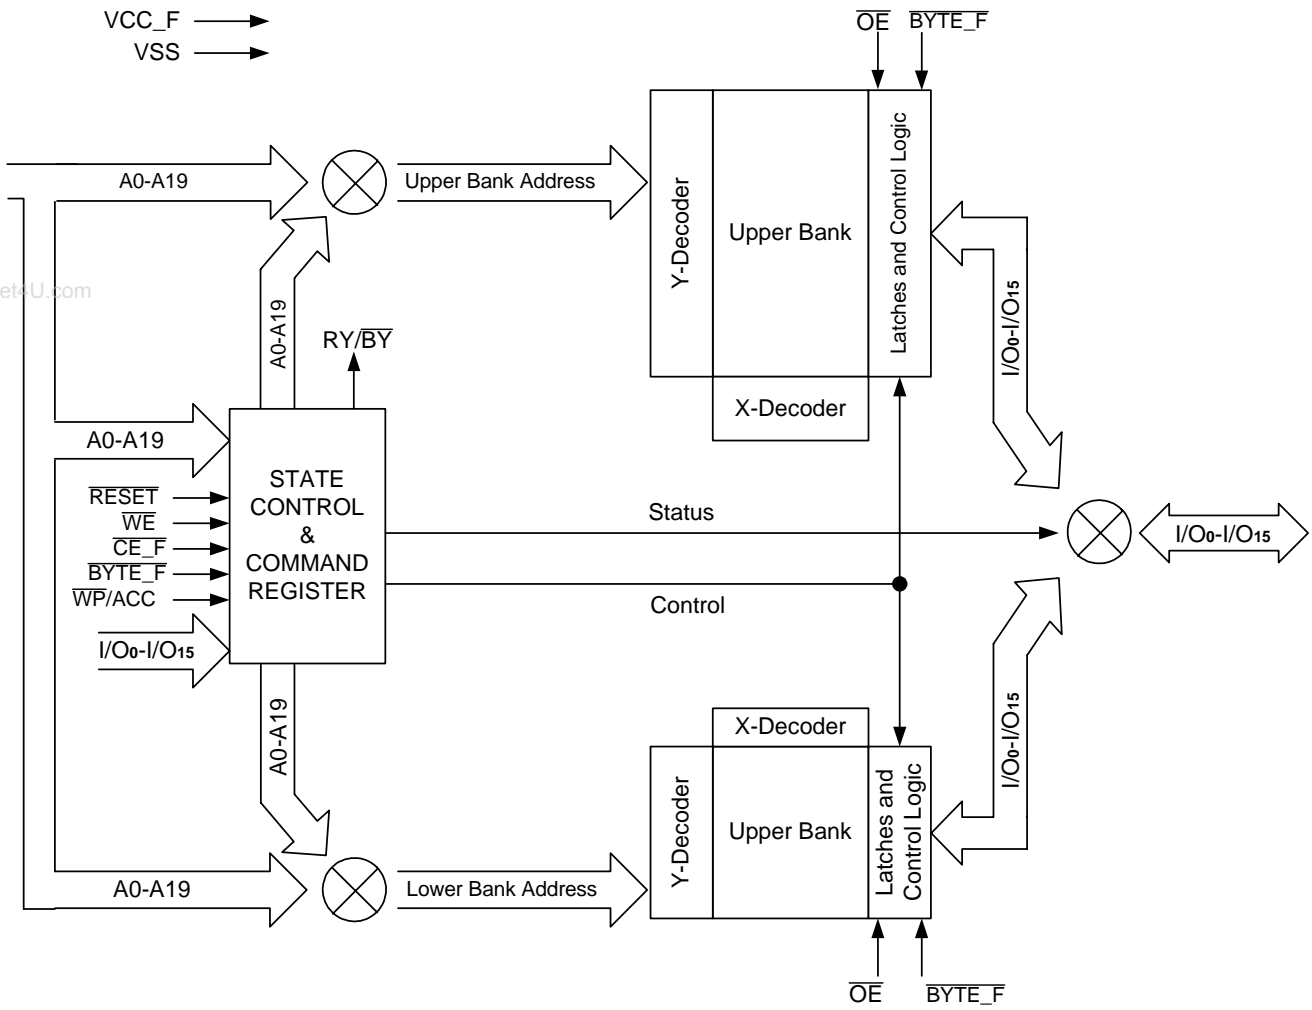 VCC_F
VSS
OE
BYTE_F
A0-A19
Upper Bank Address
Y-Decoder
Upper Bank
Latches and Control Logic
I/O0-I/O15
et4U.com
A0-A19
RY/BY
X-Decoder
A0-A19
RESET
WE
CE_F
BYTE_F
WP/ACC
I/O0-I/O15
STATE
CONTROL
&
COMMAND
REGISTER
Status
Control
I/O0-I/O15
A0-A19
X-Decoder
Y-Decoder
Upper Bank
Latches and
Control Logic
I/O0-I/O15
A0-A19
Lower Bank Address
OE
BYTE_F